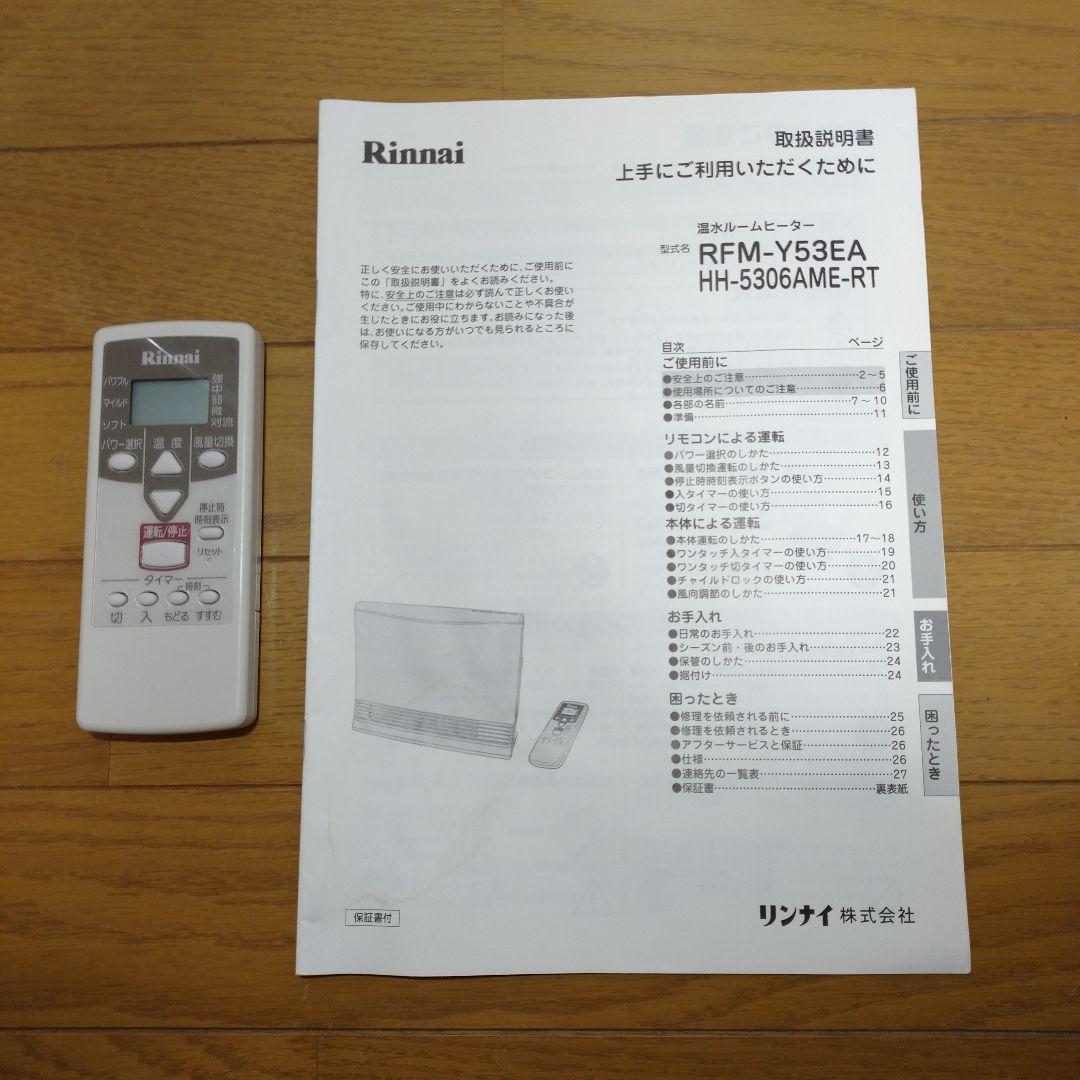 Rinnai
パワフル
マイルド
ソフト
強
中
弱
微
対流
パワー選択
温度
風量切換
停止時
時刻表示
運転/停止
リセット
タイマー
時刻
切
入
もどる
すすむ
Rinnai
取扱説明書
上手にご利用いただくために
温水ルームヒーター
型式名 RFM-Y53EA
HH-5306AME-RT
正しく安全にお使いいただくために、ご使用前に
この「取扱説明書」をよくお読みください。
特に、安全上のご注意は必ず読んで正しくお使い
ください。ご使用中にわからないことや不具合が
生じたときにお役に立ちます。お読みになった後
は、お使いになる方がいつでも見られるところに
保存してください。
目次 ページ
ご使用前に
●安全上のご注意……………………2～5
●使用場所についてのご注意……………6
●各部の名前……………………7～10
●準備……………………………11
リモコンによる運転
●パワー選択のしかた……………………12
●風量切換運転のしかた…………………13
●停止時時刻表示ボタンの使い方…………14
●入タイマーの使い方……………………15
●切タイマーの使い方……………………16
本体による運転
●本体運転のしかた…………………17～18
●ワンタッチ入タイマーの使い方…………19
●ワンタッチ切タイマーの使い方…………20
●チャイルドロックの使い方………………21
●風向調節のしかた………………………21
お手入れ
●日常のお手入れ…………………………22
●シーズン前・後のお手入れ………………23
●保管のしかた……………………………24
●据付け……………………………………24
困ったとき
●修理を依頼される前に……………………25
●修理を依頼されるとき……………………26
●アフターサービスと保証…………………26
●仕様………………………………………26
●連絡先の一覧表…………………………27
●保証書………………………………裏表紙
ご使用前に
使い方
お手入れ
困ったとき
保証書付
リンナイ株式会社